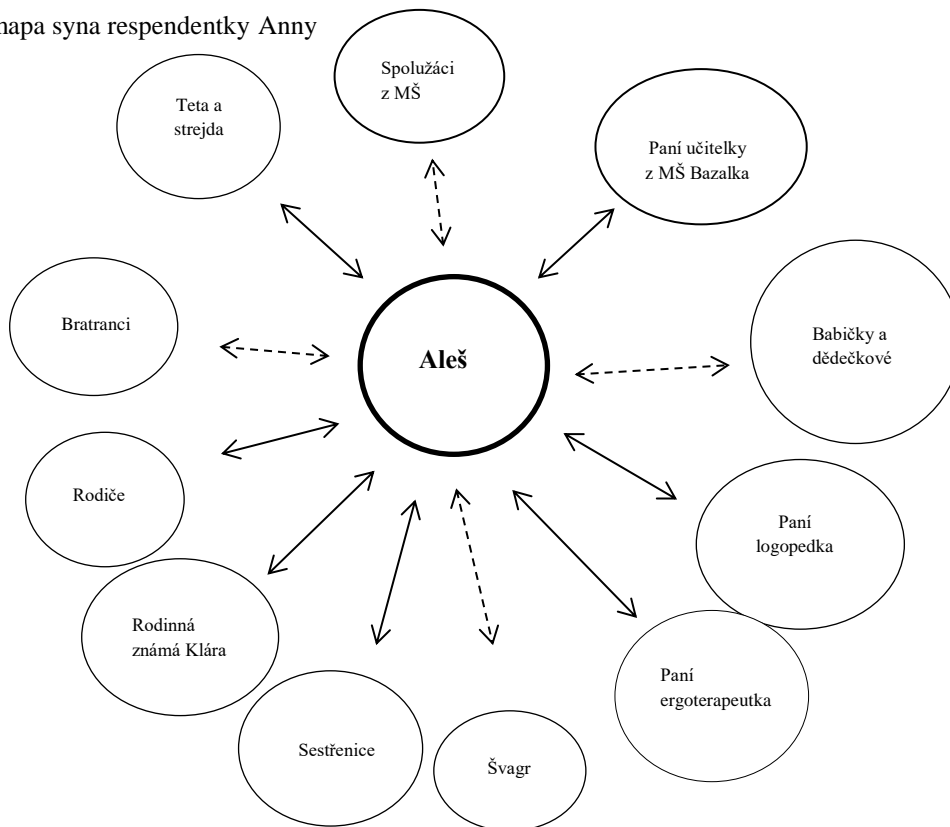 mapa syna respendentky Anny
Spolužáci
z MŠ
Teta a
strejda
Paní učitelky
z MŠ Bazalka
Bratranci
Aleš
Babičky a
dědečkové
Rodiče
Paní
logopedka
Rodinná
známá Klára
Paní
ergoterapeutka
Sestřenice
Švagr